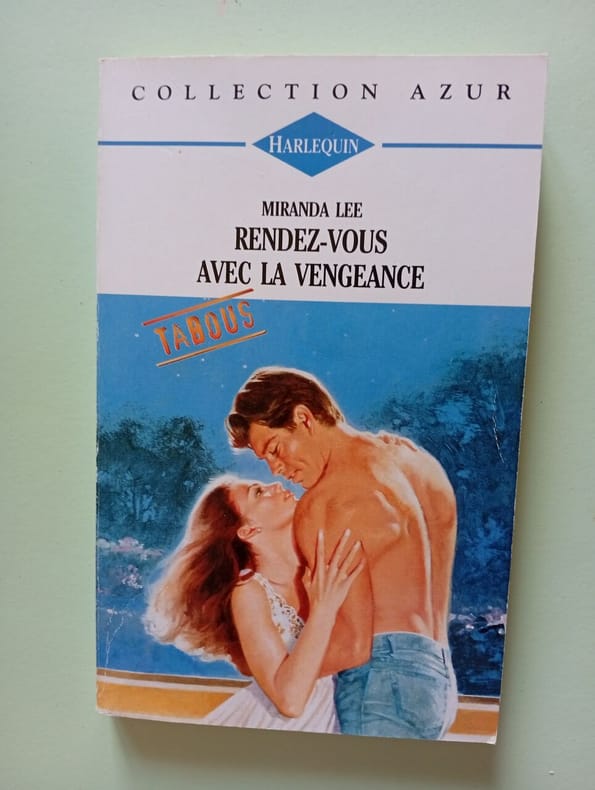 COLLECTION AZUR
HARLEQUIN
MIRANDA LEE
RENDEZ-VOUS
AVEC LA VENGEANCE
TABOUS